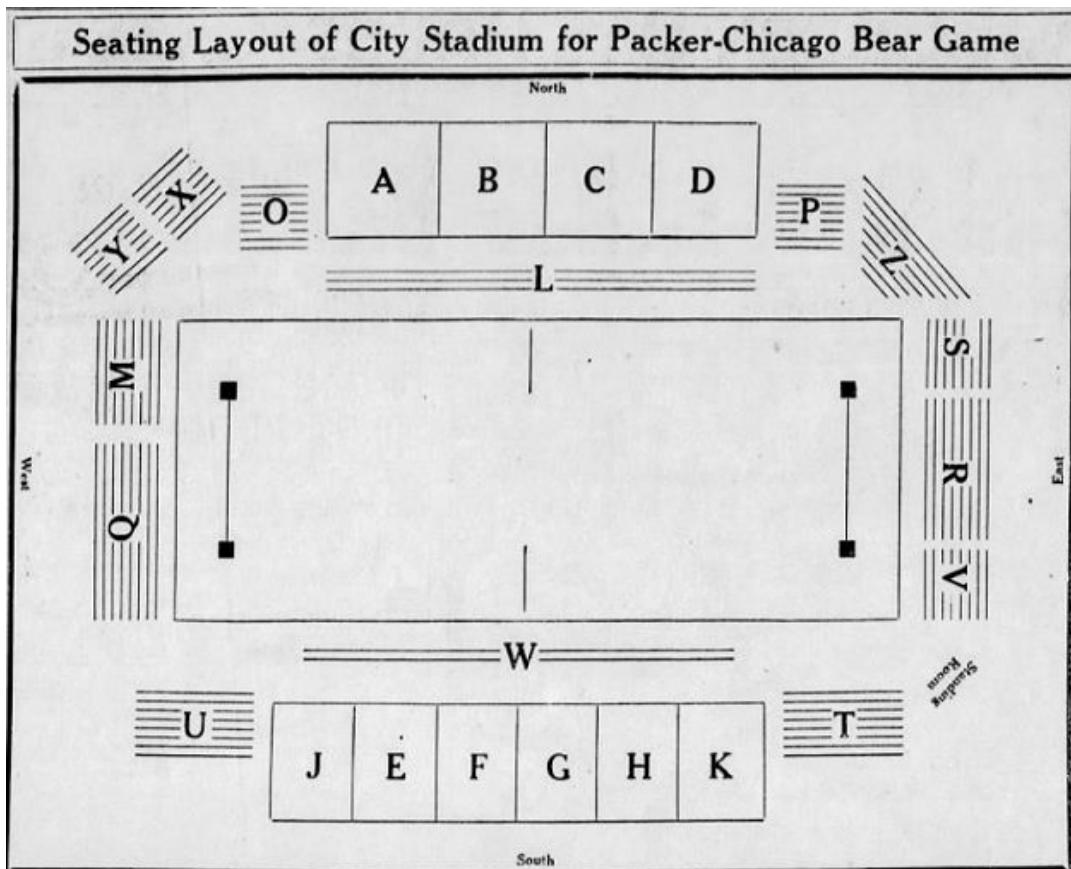 Seating Layout of City Stadium for Packer-Chicago Bear Game
North
A B C D
X
O
P
Y
Z
L
M
S
West
Q
R
East
V
W
Standing
Room
U
T
J E F G H K
South